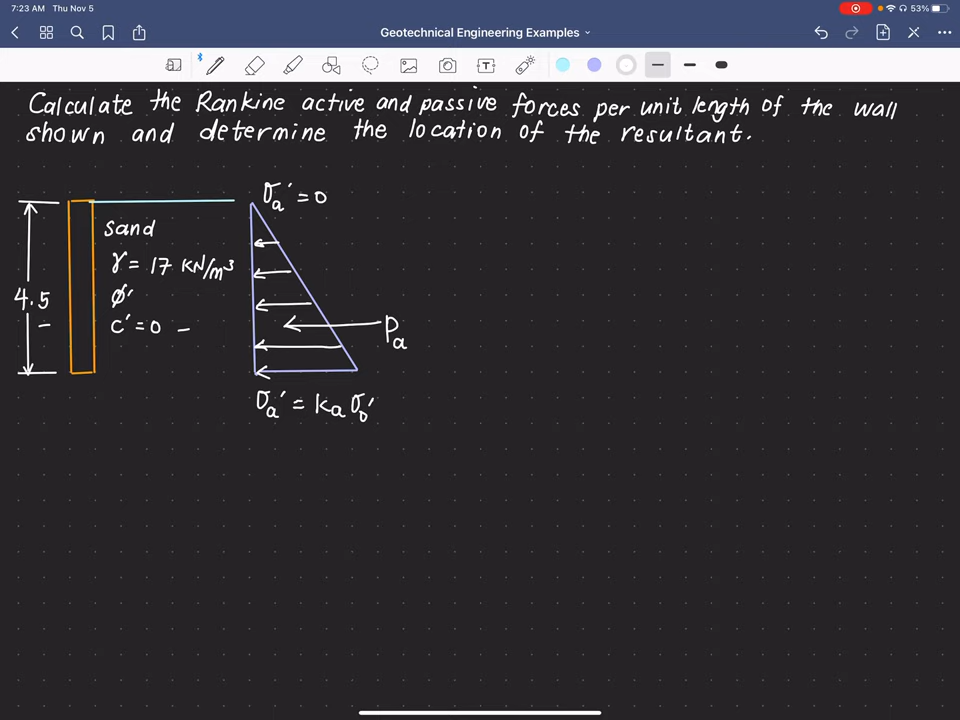 7:23 AM Thu Nov 5
53%
Geotechnical Engineering Examples
Calculate the Rankine active and passive forces per unit length of the wall
shown and determine the location of the resultant.
σa' = 0
sand
γ = 17 KN/m³
4.5
φ'
c' = 0
Pa
σa' = Ka σo'